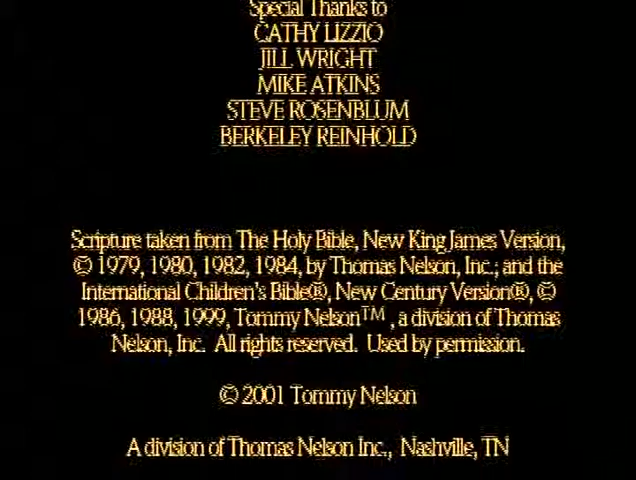 Special Thanks to
CATHY LIZZIO
JILL WRIGHT
MIKE ATKINS
STEVE ROSENBLUM
BERKELEY REINHOLD
Scripture taken from The Holy Bible, New King James Version,
© 1979, 1980, 1982, 1984, by Thomas Nelson, Inc.; and the
International Children's Bible®, New Century Version®, ©
1986, 1988, 1999, Tommy Nelson™, a division of Thomas
Nelson, Inc. All rights reserved. Used by permission.
© 2001 Tommy Nelson
A division of Thomas Nelson Inc., Nashville, TN